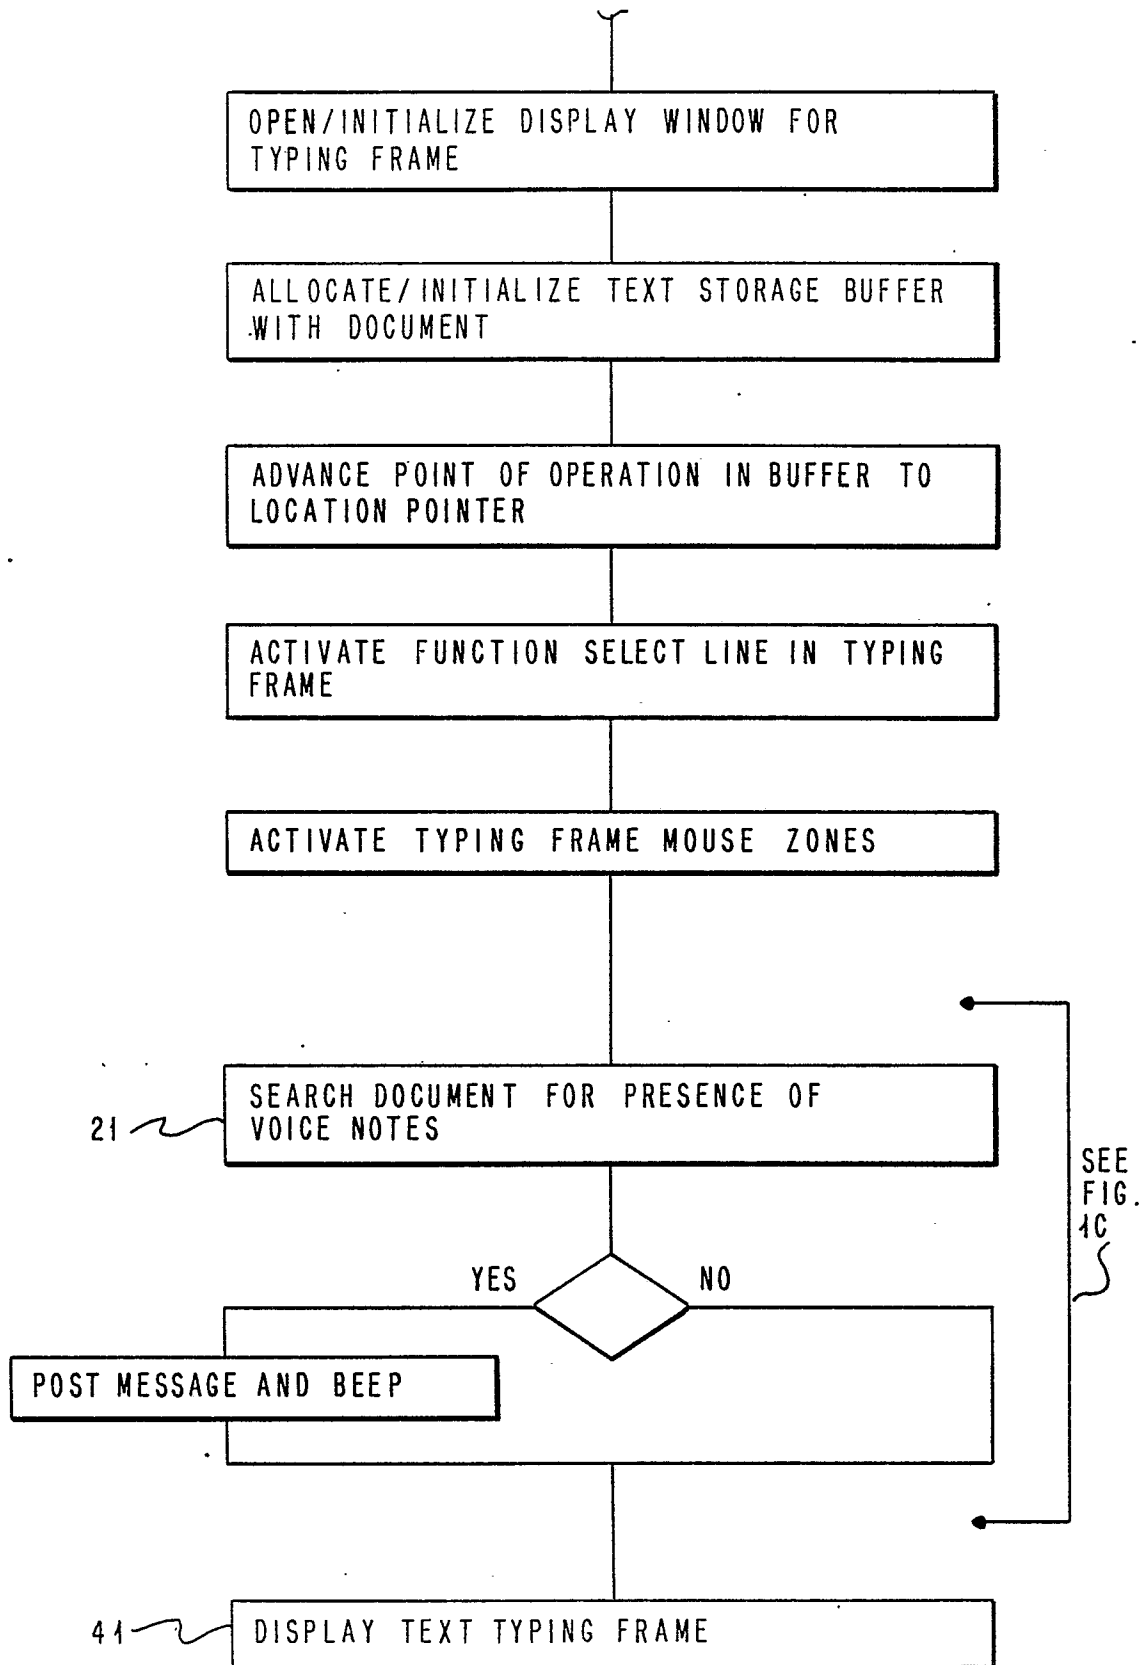 OPEN/INITIALIZE DISPLAY WINDOW FOR
TYPING FRAME
ALLOCATE/INITIALIZE TEXT STORAGE BUFFER
WITH DOCUMENT
ADVANCE POINT OF OPERATION IN BUFFER TO
LOCATION POINTER
ACTIVATE FUNCTION SELECT LINE IN TYPING
FRAME
ACTIVATE TYPING FRAME MOUSE ZONES
SEARCH DOCUMENT FOR PRESENCE OF
VOICE NOTES
21
SEE
FIG.
1C
YES
NO
POST MESSAGE AND BEEP
41
DISPLAY TEXT TYPING FRAME